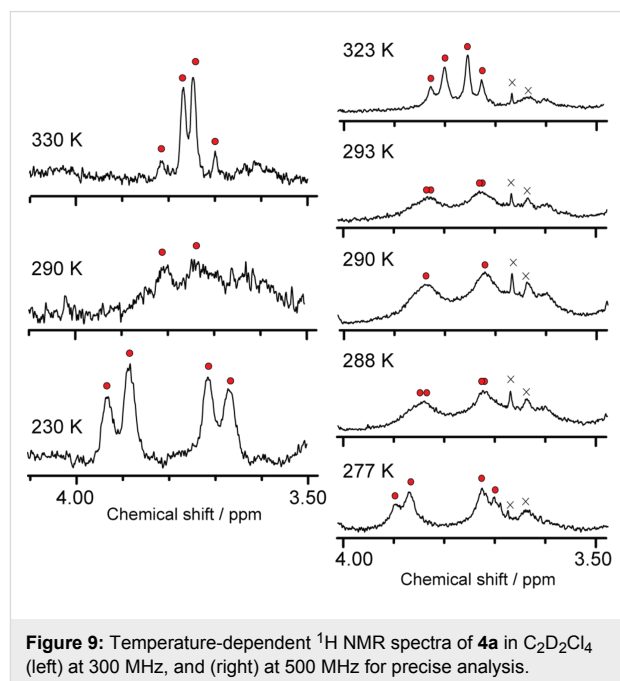 330 K
290 K
230 K
4.00 3.50
Chemical shift / ppm
323 K
× ×
293 K
× ×
290 K
× ×
288 K
× ×
277 K
× ×
4.00 3.50
Chemical shift / ppm
Figure 9: Temperature-dependent ¹H NMR spectra of 4a in C₂D₂Cl₄
(left) at 300 MHz, and (right) at 500 MHz for precise analysis.